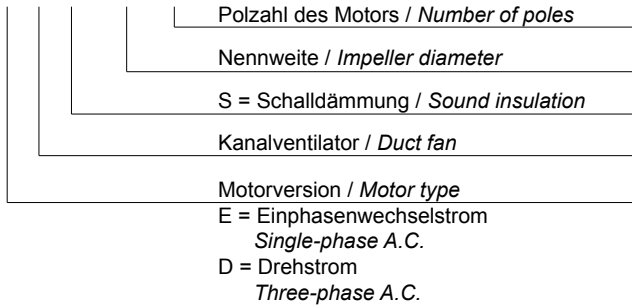 Polzahl des Motors / Number of poles
Nennweite / Impeller diameter
S = Schalldämmung / Sound insulation
Kanalventilator / Duct fan
Motorversion / Motor type
E = Einphasenwechselstrom
Single-phase A.C.
D = Drehstrom
Three-phase A.C.